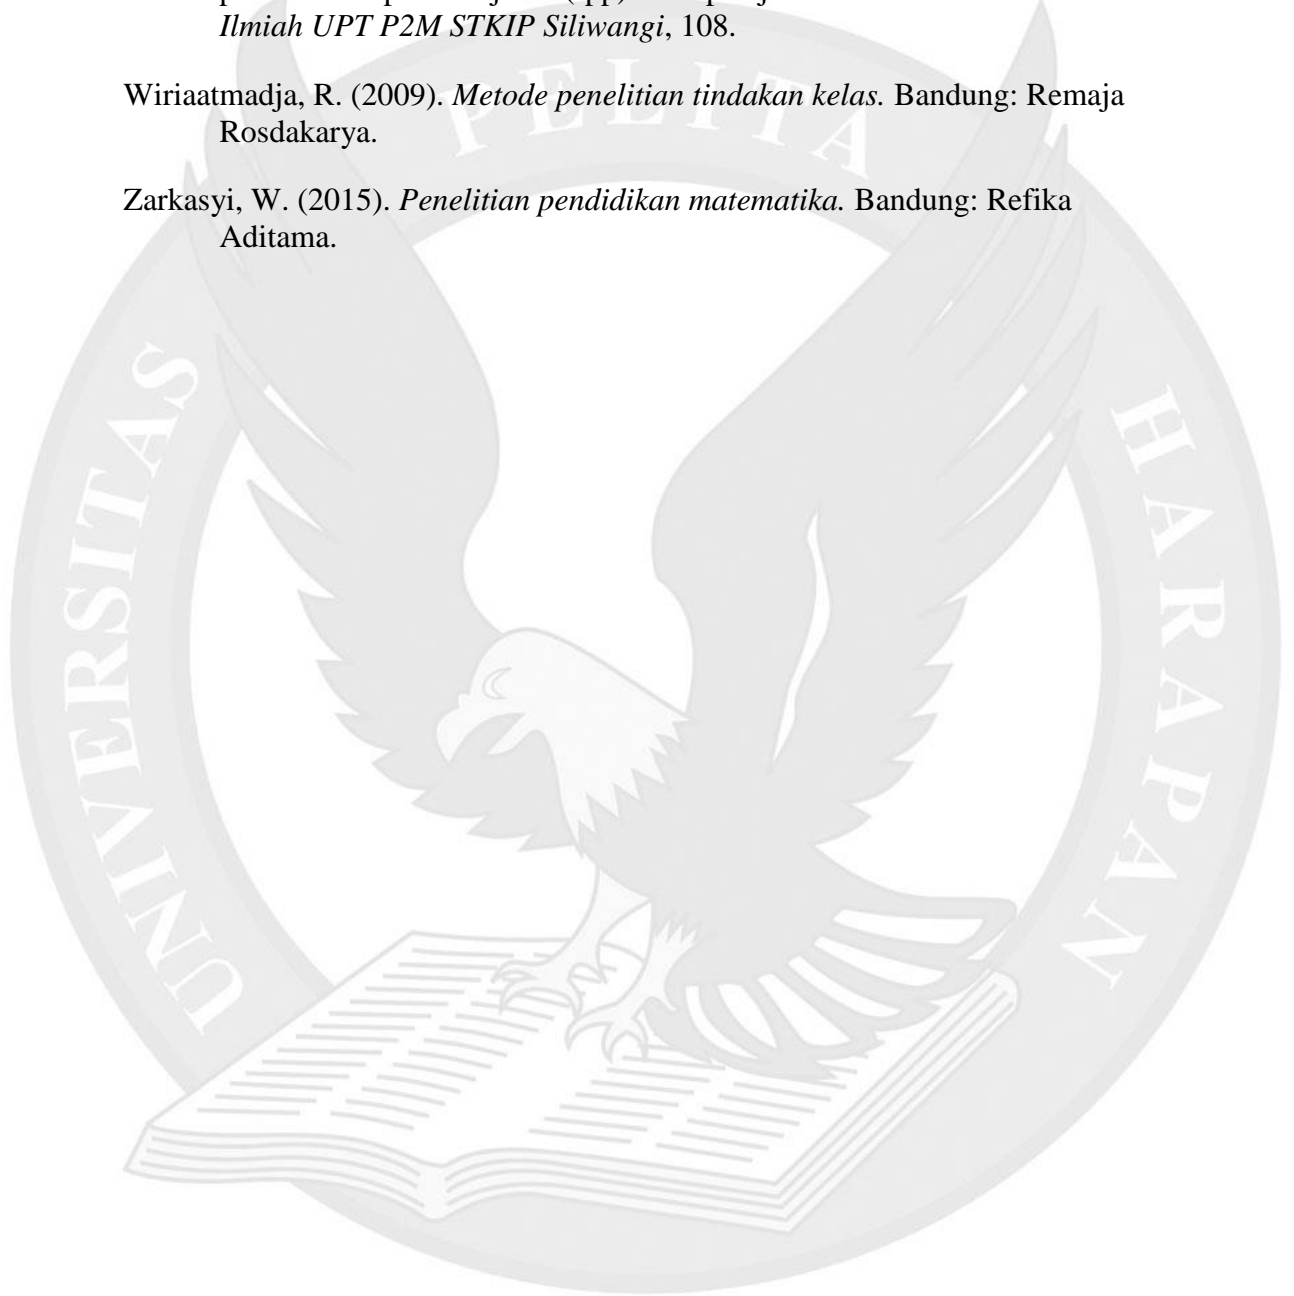 Ilmiah UPT P2M STKIP Siliwangi, 108.
Wiriaatmadja, R. (2009). Metode penelitian tindakan kelas. Bandung: Remaja
Rosdakarya.
Zarkasyi, W. (2015). Penelitian pendidikan matematika. Bandung: Refika
Aditama.
UNIVERSITAS PELITA HARAPAN